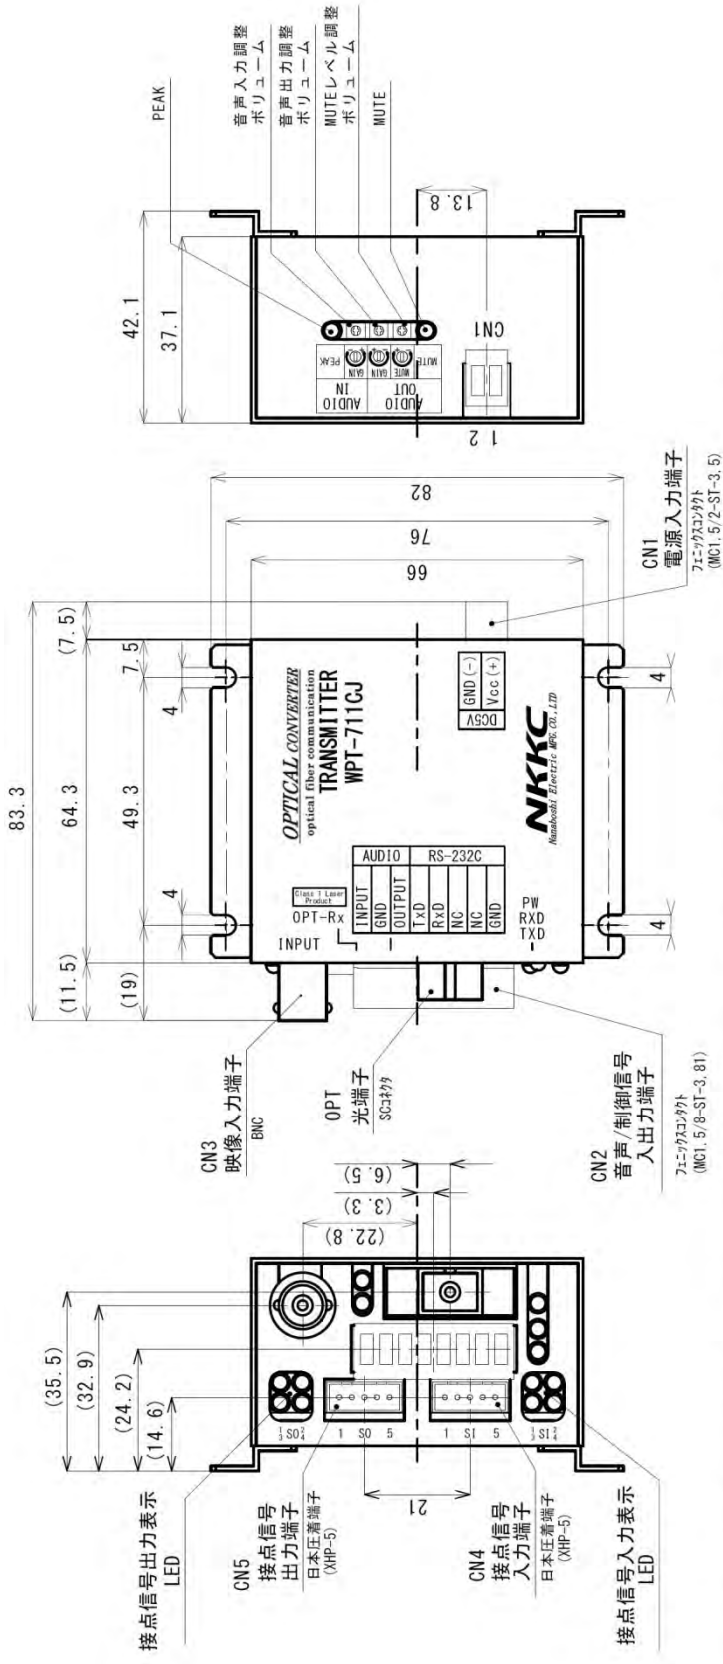 PEAK
音声入力調整
ボリューム
音声出力調整
ボリューム
MUTEレベル調整
ボリューム
MUTE
42.1
37.1
13.8
PEAK
GAIN
GAIN
MUTE
MUTE
AUDIO
IN
AUDIO
OUT
CN1
1 2
83.3
(7.5)
64.3
7.5
49.3
4
4
(11.5)
(19)
82
76
66
4
4
OPTICAL CONVERTER
optical fiber communication
TRANSMITTER
WPT-711CJ
DC5V
GND(-)
Vcc(+)
NKKC
Nanaboshi Electric MFG. CO., LTD
Class 1 Laser
Product
OPT-Rx
INPUT
AUDIO
RS-232C
INPUT
GND
OUTPUT
TxD
RxD
NC
NC
GND
PW
RXD
TXD
CN1
電源入力端子
フェニックスコンタクト
(MC1.5/2-ST-3.5)
CN3
映像入力端子
BNC
OPT
光端子
SCコネクタ
CN2
音声/制御信号
入出力端子
フェニックスコンタクト
(MC1.5/8-ST-3.81)
(35.5)
(32.9)
(24.2)
(14.6)
(22.8)
(3.3)
(6.5)
21
1 2
SO
3 4
1 SO 5
1 SI 5
1 2
SI
3 4
接点信号出力表示
LED
CN5
接点信号
出力端子
日本圧着端子
(XHP-5)
CN4
接点信号
入力端子
日本圧着端子
(XHP-5)
接点信号入力表示
LED